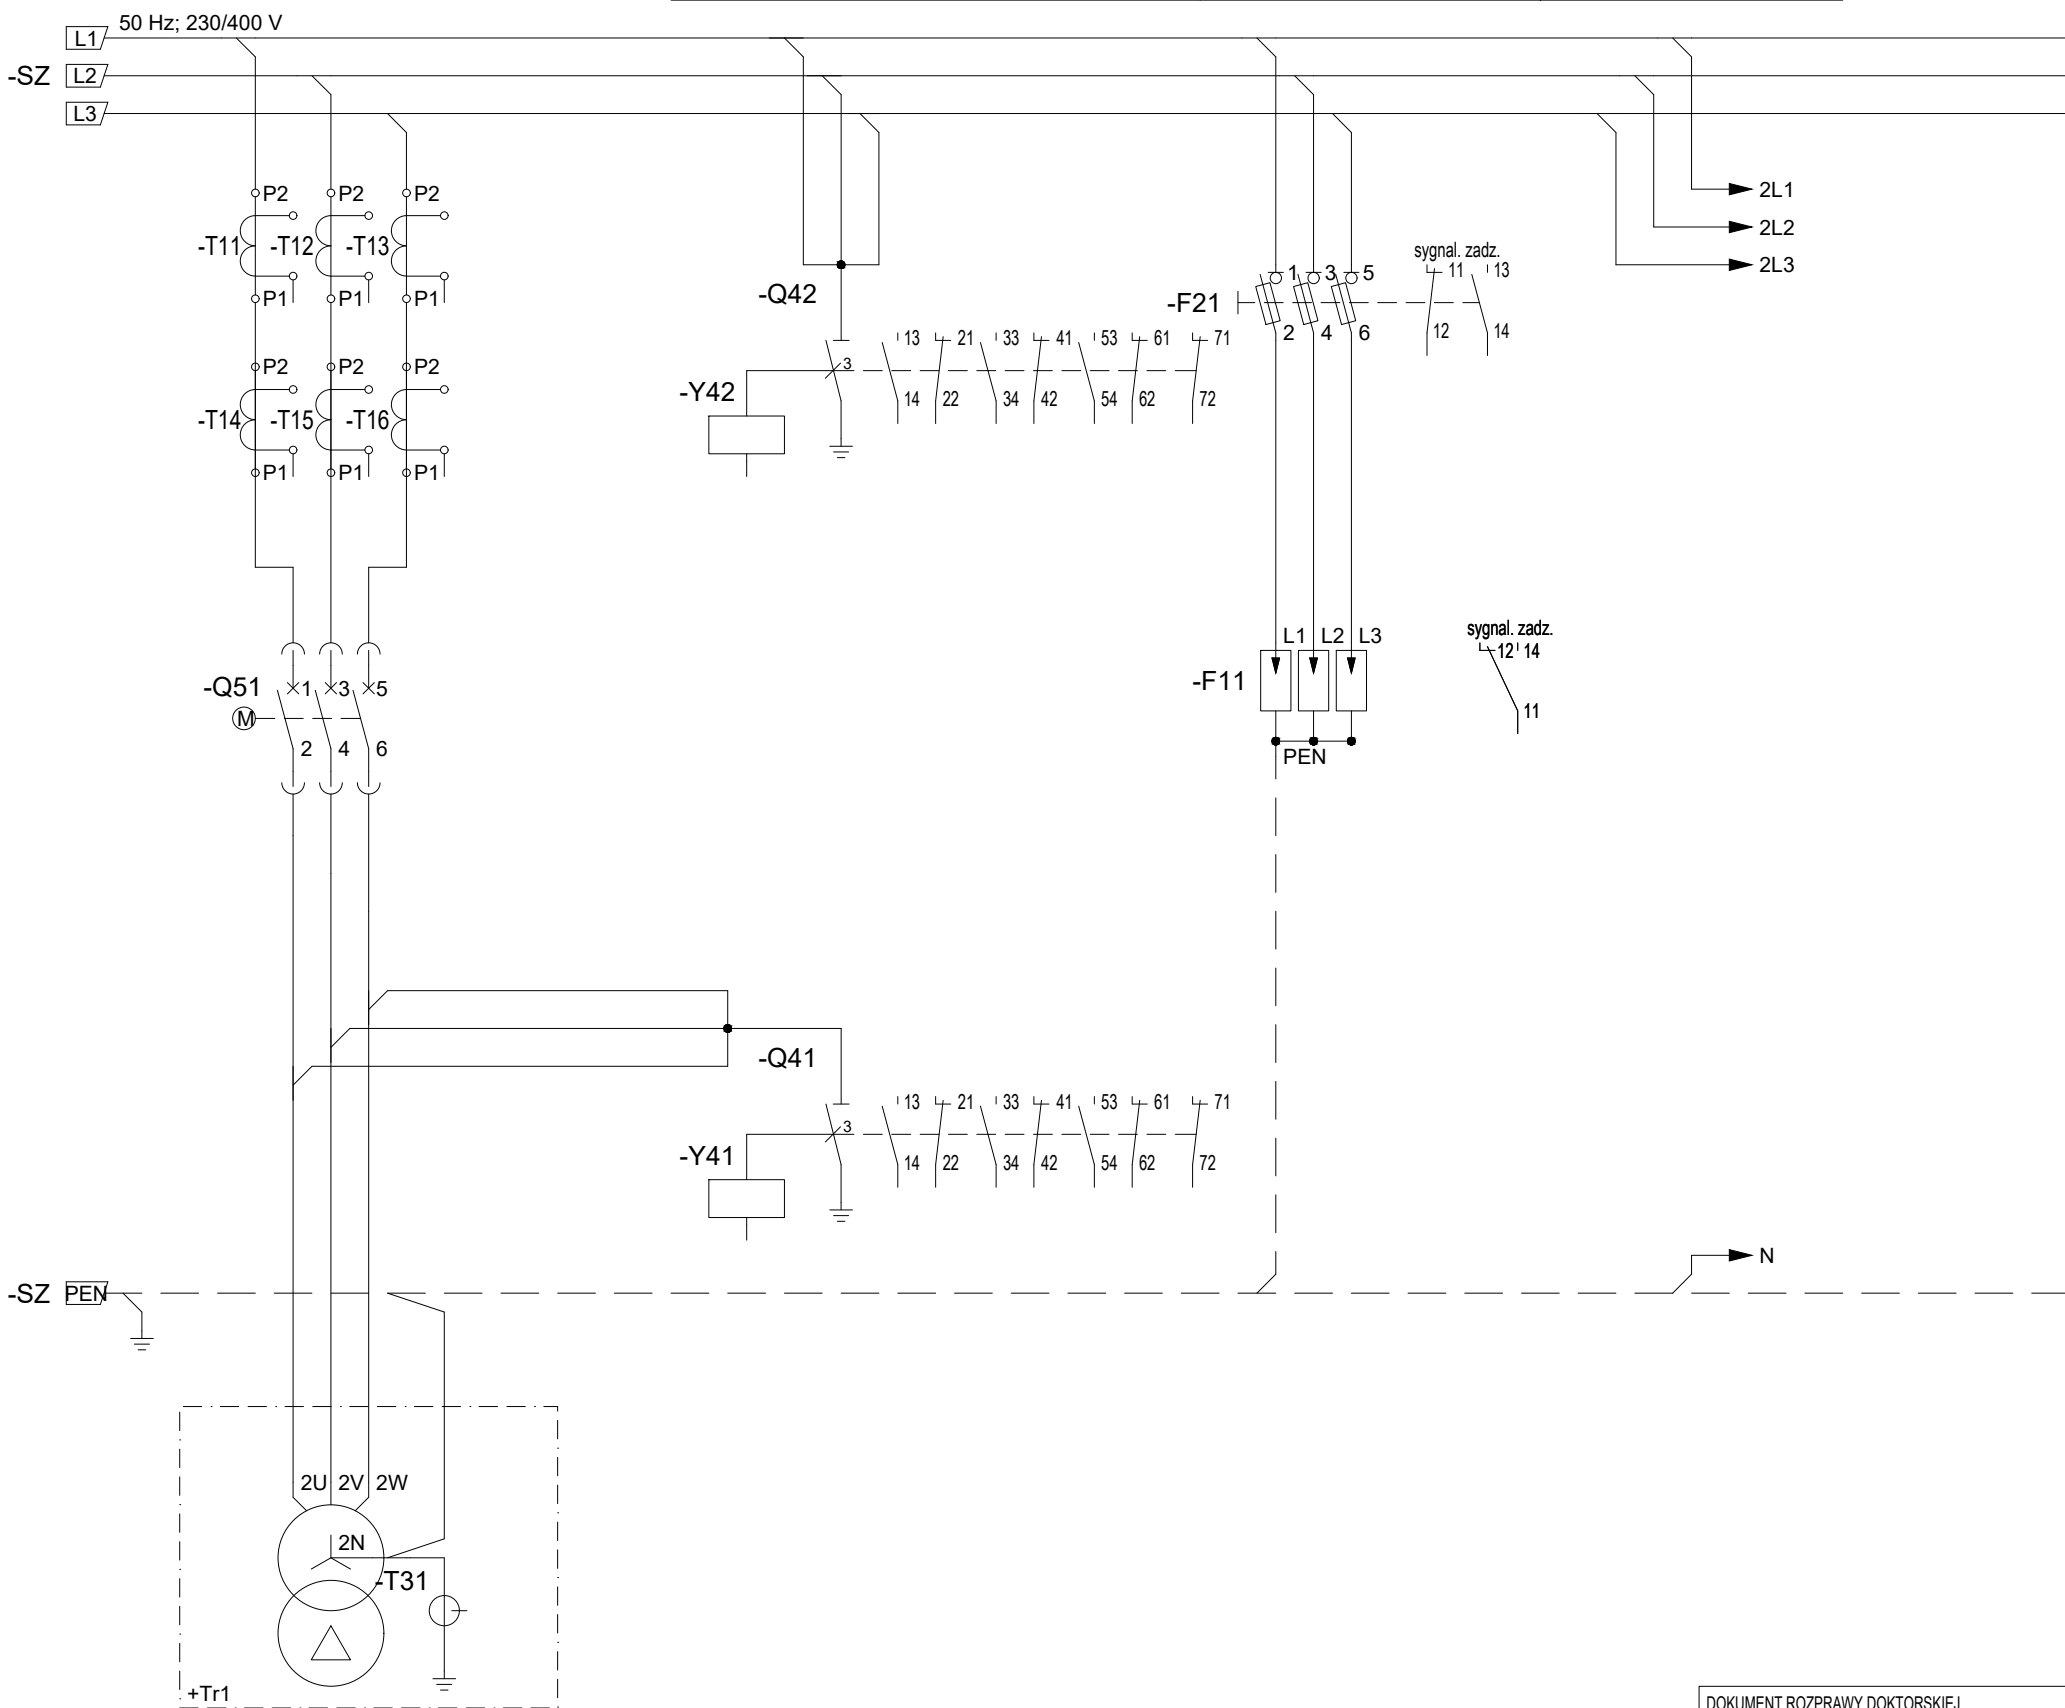 50 Hz; 230/400 V
L1
-SZ L2
L3
2L1
2L2
2L3
P2 P2 P2
-T11 -T12 -T13
P1 P1 P1
P2 P2 P2
-T14 -T15 -T16
P1 P1 P1
-Q42
3
13 21 33 41 53 61 71
-Y42
14 22 34 42 54 62 72
sygnal. zadz.
1 3 5 11 13
-F21
2 4 6 12 14
-Q51 1 3 5
M
2 4 6
L1 L2 L3
-F11
PEN
sygnal. zadz.
12 14
11
-Q41
3
13 21 33 41 53 61 71
-Y41
14 22 34 42 54 62 72
N
-SZ PEN
2U 2V 2W
2N
-T31
+Tr1
DOKUMENT ROZPRAWY DOKTORSKIEJ